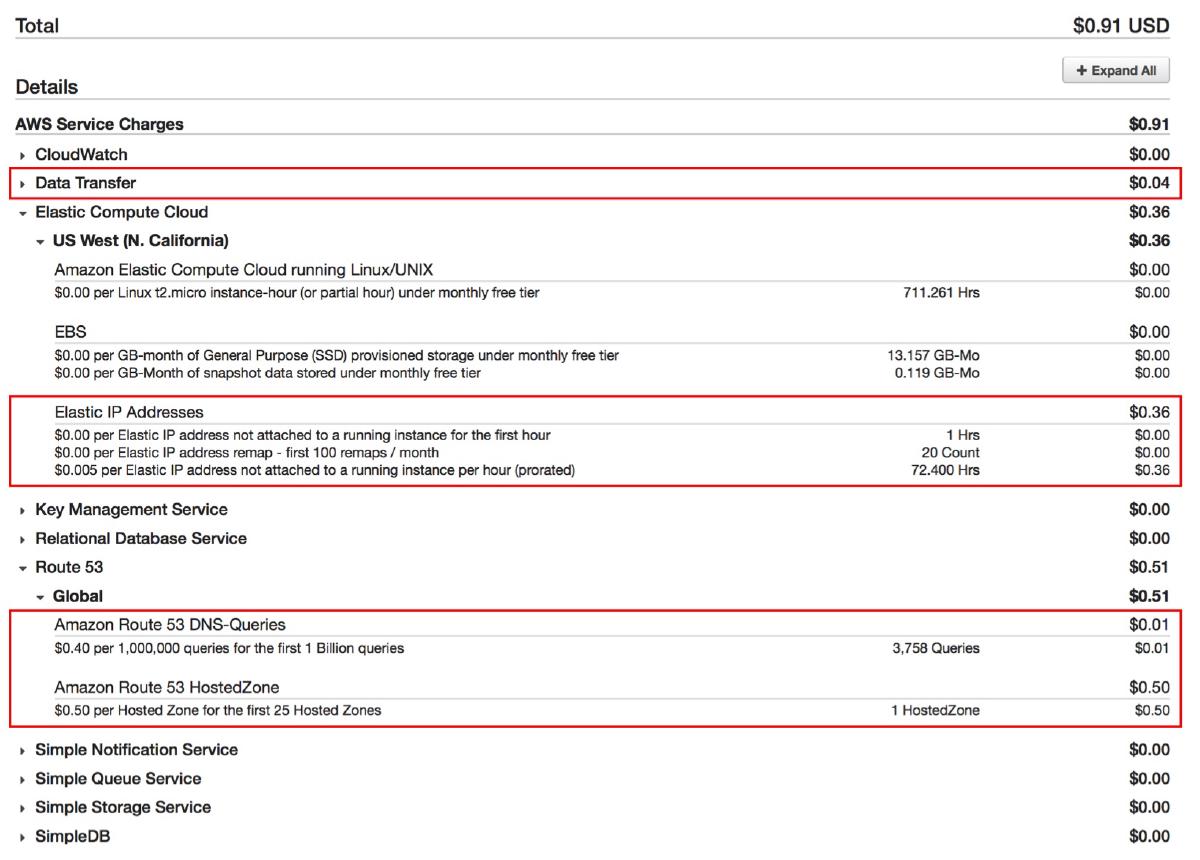 Total $0.91 USD
+ Expand All
Details
AWS Service Charges $0.91
CloudWatch $0.00
Data Transfer $0.04
Elastic Compute Cloud $0.36
US West (N. California) $0.36
Amazon Elastic Compute Cloud running Linux/UNIX $0.00
$0.00 per Linux t2.micro instance-hour (or partial hour) under monthly free tier 711.261 Hrs $0.00
EBS $0.00
$0.00 per GB-month of General Purpose (SSD) provisioned storage under monthly free tier 13.157 GB-Mo $0.00
$0.00 per GB-Month of snapshot data stored under monthly free tier 0.119 GB-Mo $0.00
Elastic IP Addresses $0.36
$0.00 per Elastic IP address not attached to a running instance for the first hour 1 Hrs $0.00
$0.00 per Elastic IP address remap - first 100 remaps / month 20 Count $0.00
$0.005 per Elastic IP address not attached to a running instance per hour (prorated) 72.400 Hrs $0.36
Key Management Service $0.00
Relational Database Service $0.00
Route 53 $0.51
Global $0.51
Amazon Route 53 DNS-Queries $0.01
$0.40 per 1,000,000 queries for the first 1 Billion queries 3,758 Queries $0.01
Amazon Route 53 HostedZone $0.50
$0.50 per Hosted Zone for the first 25 Hosted Zones 1 HostedZone $0.50
Simple Notification Service $0.00
Simple Queue Service $0.00
Simple Storage Service $0.00
SimpleDB $0.00